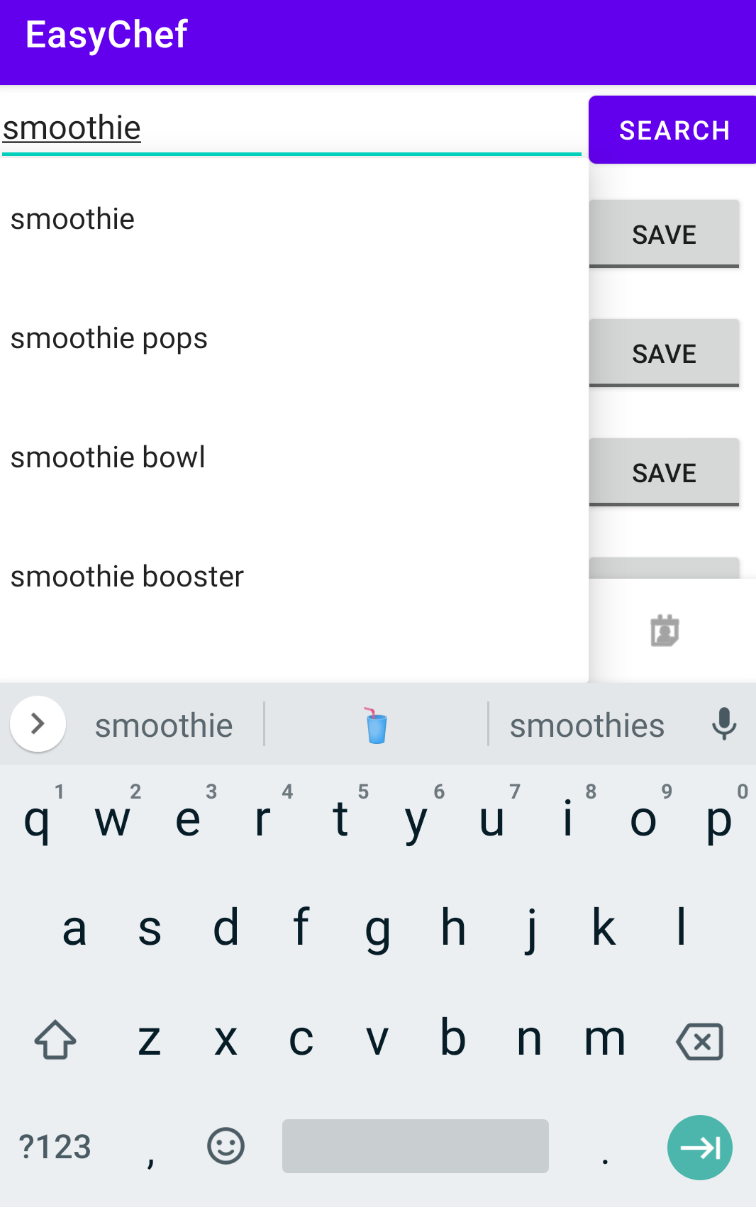 EasyChef
smoothie SEARCH
smoothie SAVE
smoothie pops SAVE
smoothie bowl SAVE
smoothie booster
smoothie smoothies
1 2 3 4 5 6 7 8 9 0
q w e r t y u i o p
a s d f g h j k l
z x c v b n m
?123 , .